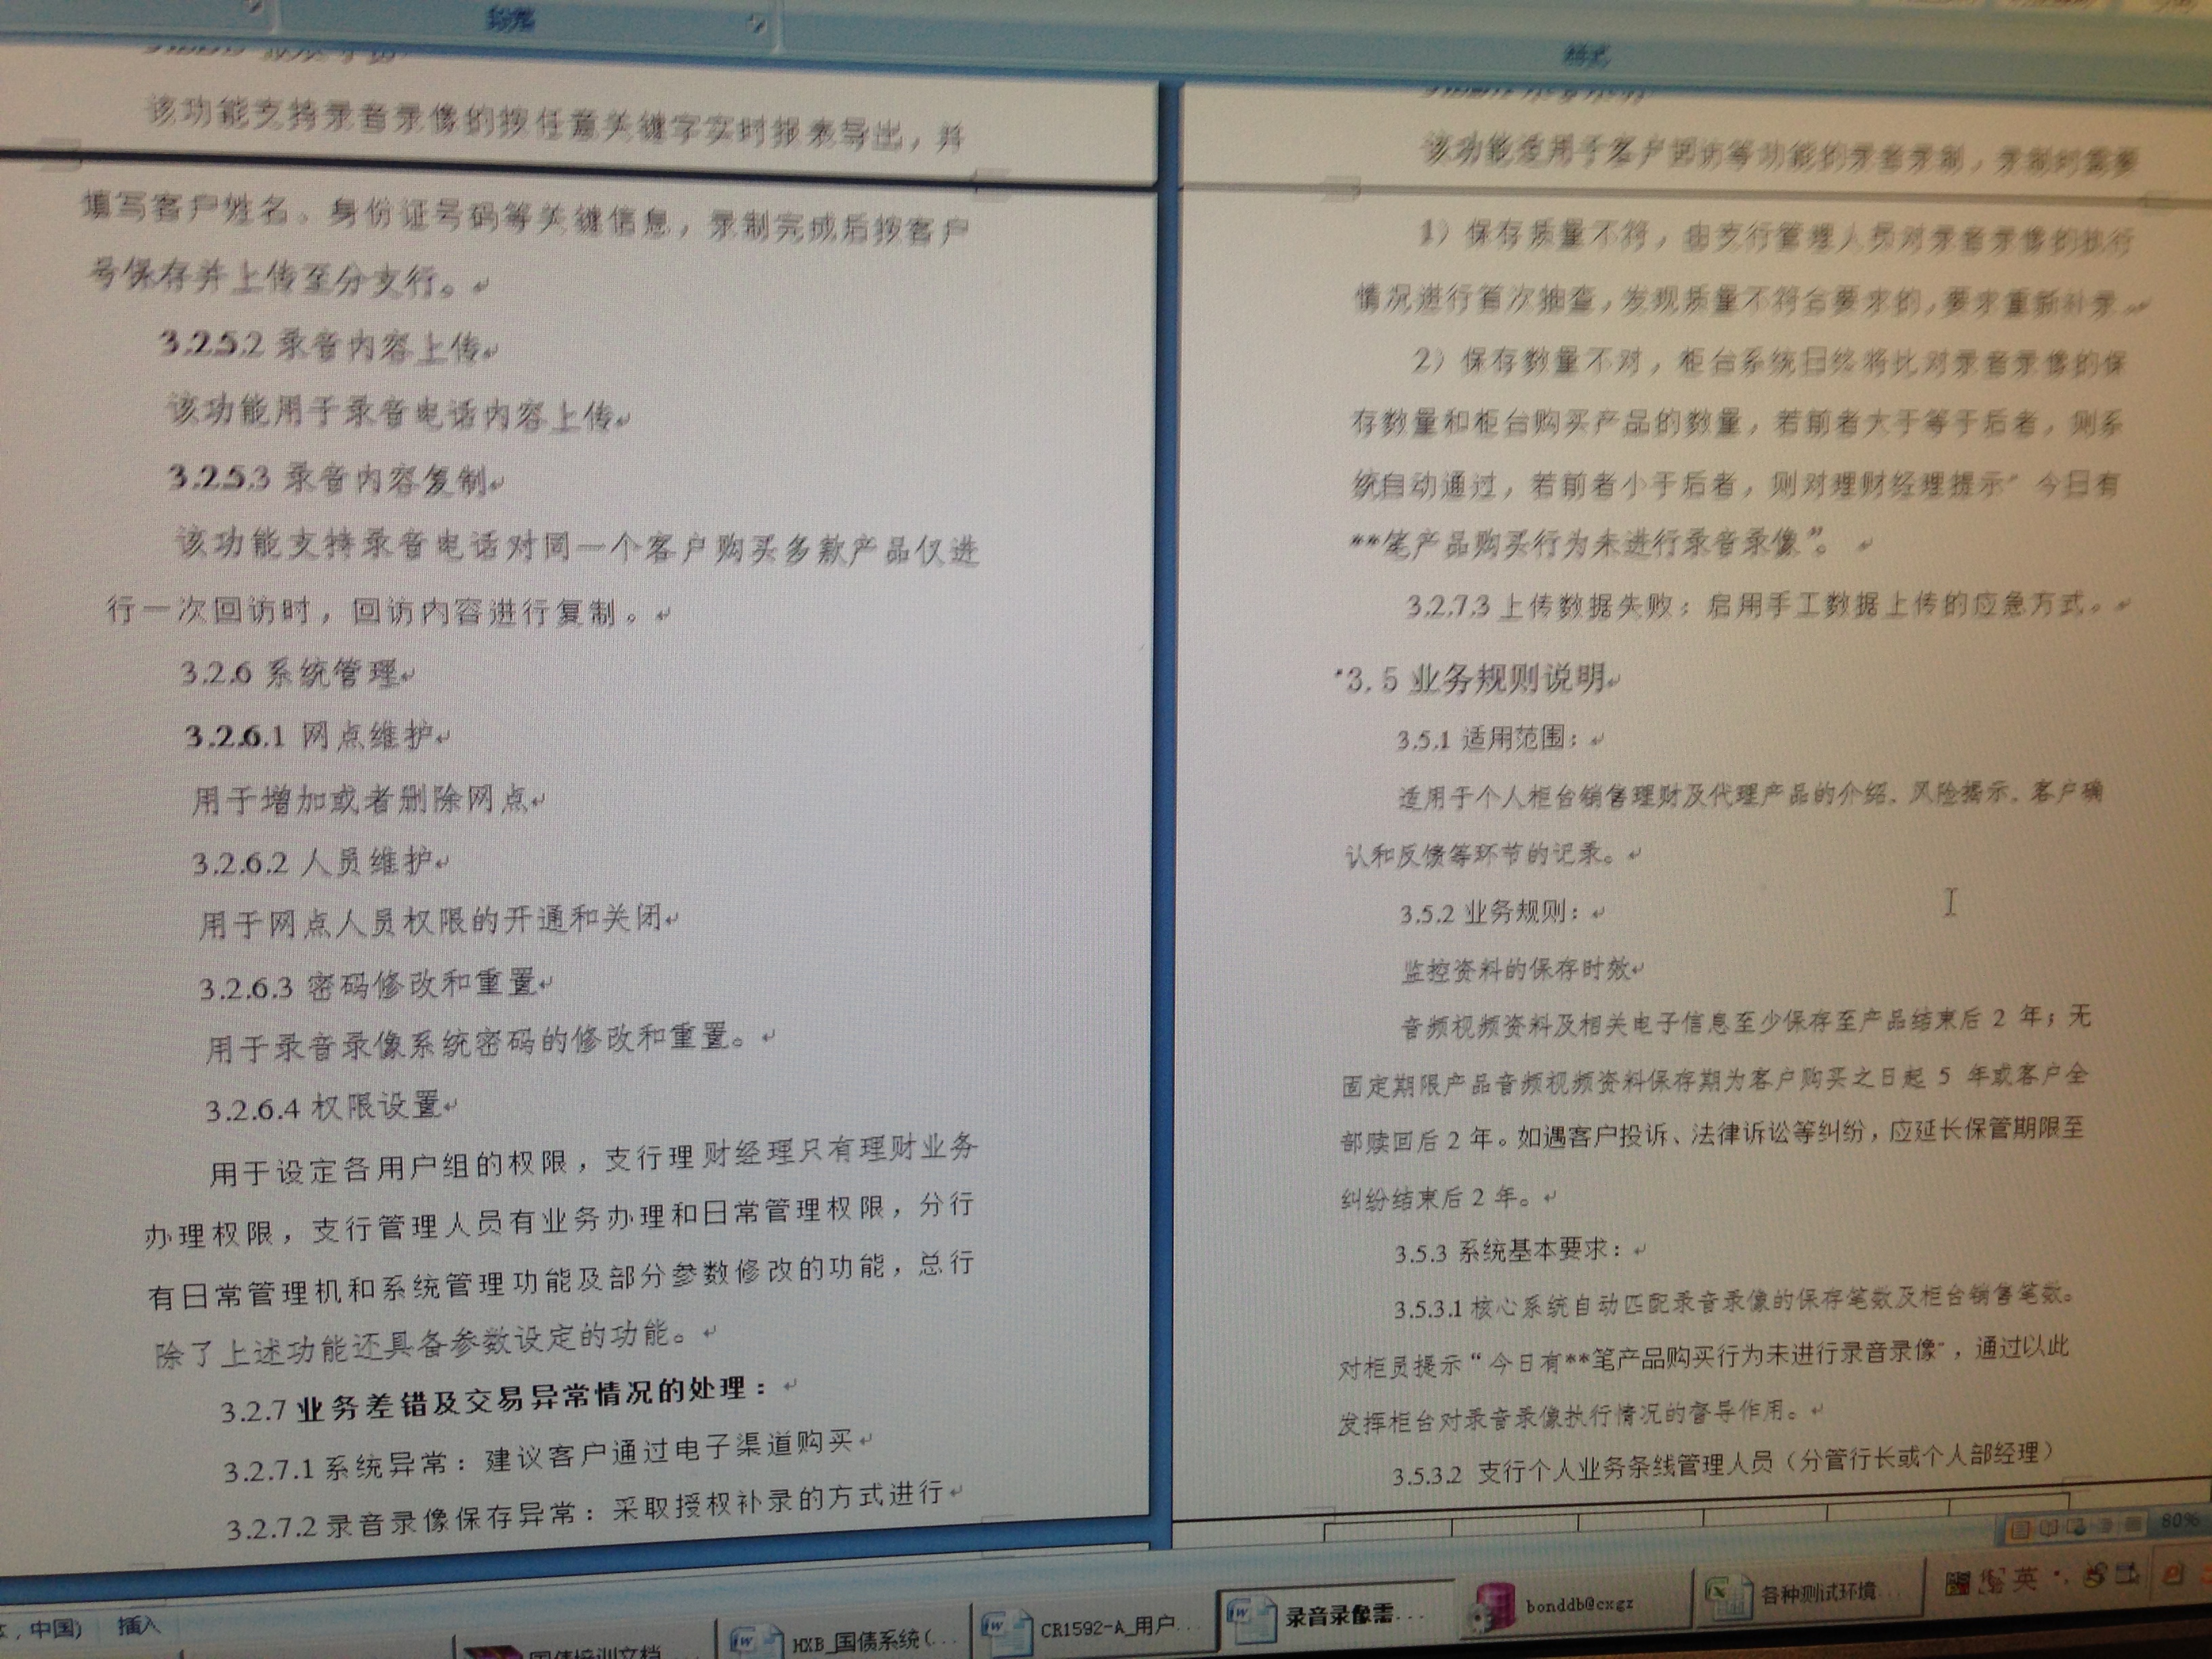 该功能支持录音录像的按任意关键字实时报表导出，并
填写客户姓名、身份证号码等关键信息，录制完成后按客户
号保存并上传至分支行。
3.2.5.2 录音内容上传
该功能用于录音电话内容上传
3.2.5.3 录音内容复制
该功能支持录音电话对同一个客户购买多款产品仅进
行一次回访时，回访内容进行复制。
3.2.6 系统管理
3.2.6.1 网点维护
用于增加或者删除网点
3.2.6.2 人员维护
用于网点人员权限的开通和关闭
3.2.6.3 密码修改和重置
用于录音录像系统密码的修改和重置。
3.2.6.4 权限设置
用于设定各用户组的权限，支行理财经理只有理财业务
办理权限，支行管理人员有业务办理和日常管理权限，分行
有日常管理机和系统管理功能及部分参数修改的功能，总行
除了上述功能还具备参数设定的功能。
3.2.7 业务差错及交易异常情况的处理：
3.2.7.1 系统异常：建议客户通过电子渠道购买
3.2.7.2 录音录像保存异常：采取授权补录的方式进行
该功能适用于客户回访等功能的录音录制，录制时需要
1）保存质量不符，由支行管理人员对录音录像的执行
情况进行首次抽查，发现质量不符合要求的，要求重新补录。
2）保存数量不对，柜台系统日终将比对录音录像的保
存数量和柜台购买产品的数量，若前者大于等于后者，则系
统自动通过，若前者小于后者，则对理财经理提示“今日有
**笔产品购买行为未进行录音录像”。
3.2.7.3 上传数据失败：启用手工数据上传的应急方式。
3.5 业务规则说明
3.5.1 适用范围：
适用于个人柜台销售理财及代理产品的介绍、风险揭示、客户确
认和反馈等环节的记录。
3.5.2 业务规则：
监控资料的保存时效
音频视频资料及相关电子信息至少保存至产品结束后 2 年；无
固定期限产品音频视频资料保存期为客户购买之日起 5 年或客户全
部赎回后 2 年。如遇客户投诉、法律诉讼等纠纷，应延长保管期限至
纠纷结束后 2 年。
3.5.3 系统基本要求：
3.5.3.1 核心系统自动匹配录音录像的保存笔数及柜台销售笔数。
对柜员提示“今日有**笔产品购买行为未进行录音录像”，通过以此
发挥柜台对录音录像执行情况的督导作用。
3.5.3.2 支行个人业务条线管理人员（分管行长或个人部经理）
80%
中国) 插入
国债培训文档
HXB_国债系统(...
CR1592-A_用户...
录音录像需...
bonddb@cxgz
各种测试环境...
英